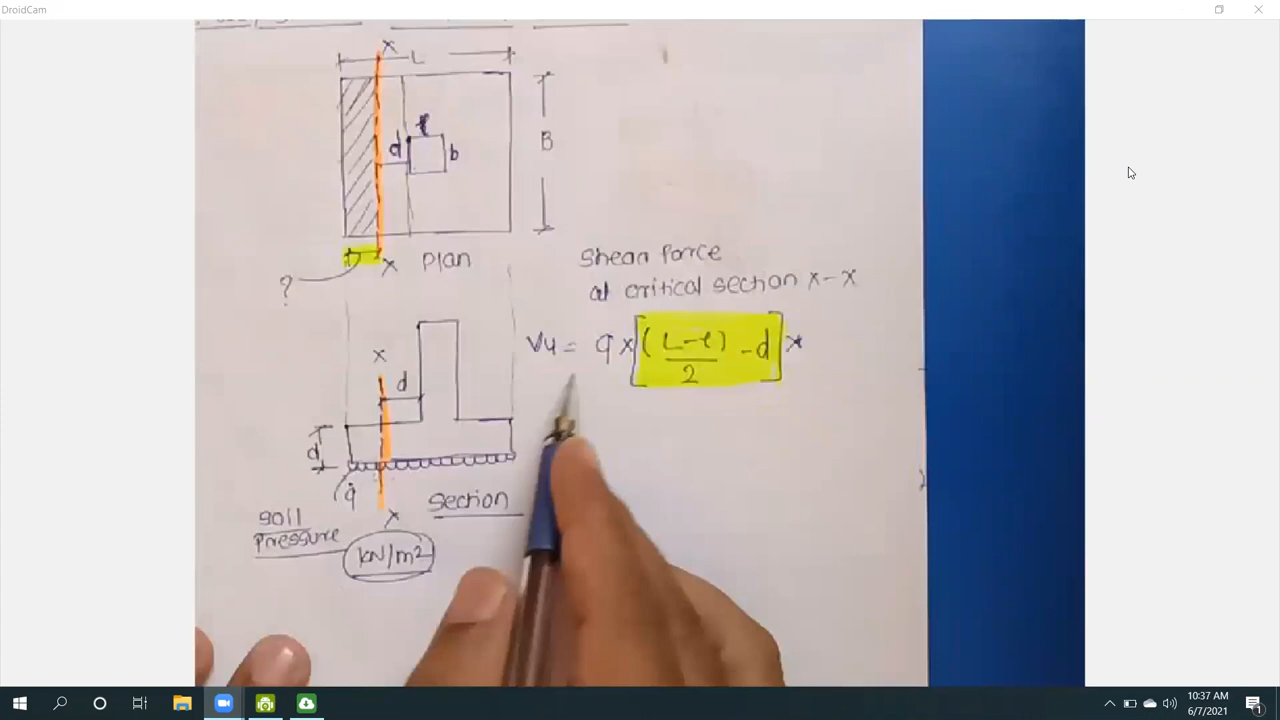 DroidCam
x
L
d
l
b
B
?
x
Plan
Shear Force
at critical section x-x
Vu = q x [ (L-l)/2 - d ] x
x
d
d
q
x
Section
Soil
Pressure
kN/m2
10:37 AM
6/7/2021
1